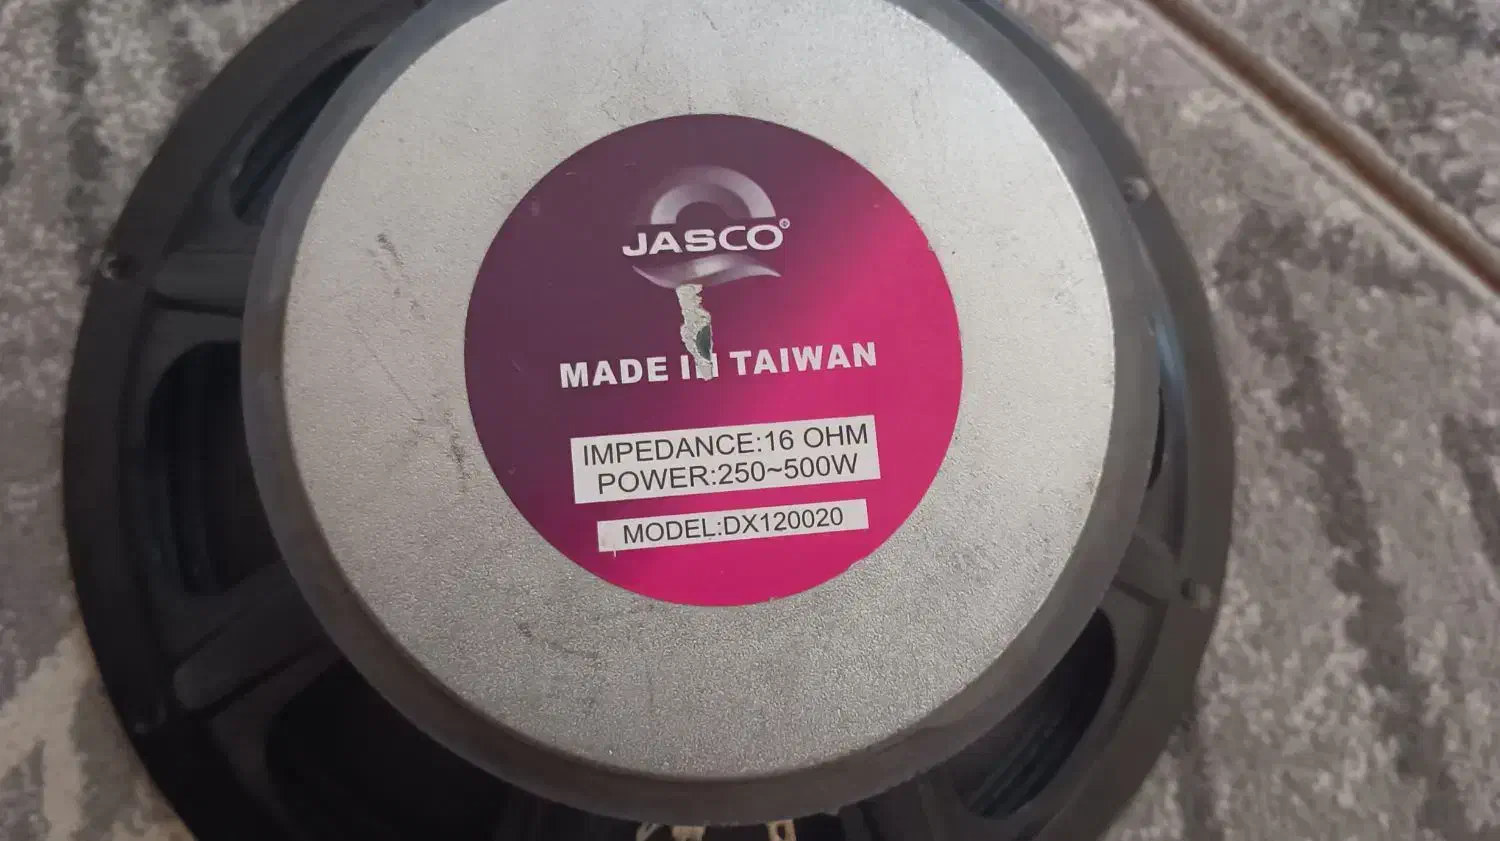 JASCO®
MADE IN TAIWAN
IMPEDANCE:16 OHM
POWER:250~500W
MODEL:DX120020